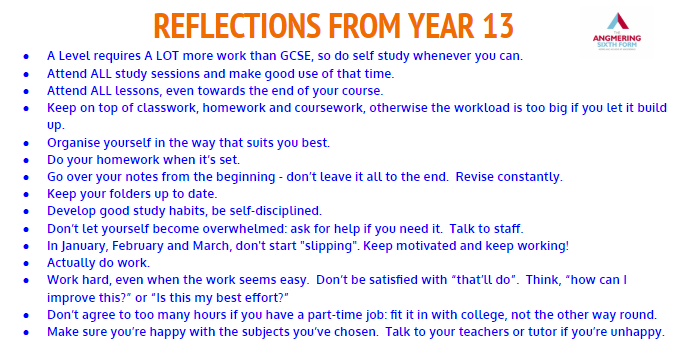 REFLECTIONS FROM YEAR 13
THE
ANGMERING
SIXTH FORM
● A Level requires A LOT more work than GCSE, so do self study whenever you can.
● Attend ALL study sessions and make good use of that time.
● Attend ALL lessons, even towards the end of your course.
● Keep on top of classwork, homework and coursework, otherwise the workload is too big if you let it build
up.
● Organise yourself in the way that suits you best.
● Do your homework when it's set.
● Go over your notes from the beginning - don't leave it all to the end.  Revise constantly.
● Keep your folders up to date.
● Develop good study habits, be self-disciplined.
● Don't let yourself become overwhelmed: ask for help if you need it.  Talk to staff.
● In January, February and March, don't start "slipping". Keep motivated and keep working!
● Actually do work.
● Work hard, even when the work seems easy.  Don't be satisfied with “that'll do”.  Think, “how can I
improve this?” or “Is this my best effort?”
● Don't agree to too many hours if you have a part-time job: fit it in with college, not the other way round.
● Make sure you're happy with the subjects you've chosen.  Talk to your teachers or tutor if you're unhappy.